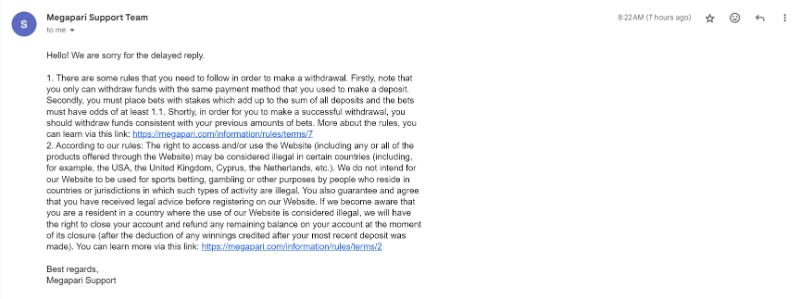 S
Megapari Support Team
8:22 AM (7 hours ago)
to me
Hello! We are sorry for the delayed reply.
1. There are some rules that you need to follow in order to make a withdrawal. Firstly, note that
you only can withdraw funds with the same payment method that you used to make a deposit.
Secondly, you must place bets with stakes which add up to the sum of all deposits and the bets
must have odds of at least 1.1. Shortly, in order for you to make a successful withdrawal, you
should withdraw funds consistent with your previous amounts of bets. More about the rules, you
can learn via this link: https://megapari.com/information/rules/terms/7
2. According to our rules: The right to access and/or use the Website (including any or all of the
products offered through the Website) may be considered illegal in certain countries (including,
for example, the USA, the United Kingdom, Cyprus, the Netherlands, etc.). We do not intend for
our Website to be used for sports betting, gambling or other purposes by people who reside in
countries or jurisdictions in which such types of activity are illegal. You also guarantee and agree
that you have received legal advice before registering on our Website. If we become aware that
you are a resident in a country where the use of our Website is considered illegal, we will have
the right to close your account and refund any remaining balance on your account at the moment
of its closure (after the deduction of any winnings credited after your most recent deposit was
made). You can learn more via this link: https://megapari.com/information/rules/terms/2
Best regards,
Megapari Support